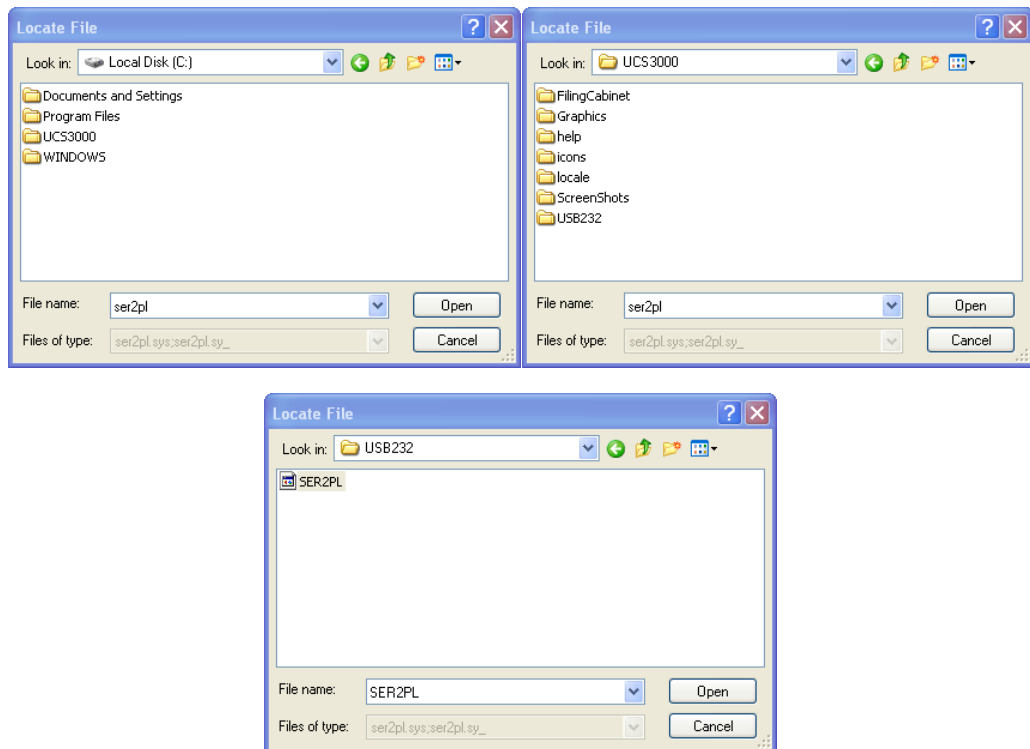 Locate File
Look in: Local Disk (C:)
Documents and Settings
Program Files
UCS3000
WINDOWS
File name: ser2pl Open
Files of type: ser2pl.sys;ser2pl.sy_ Cancel
Locate File
Look in: UCS3000
FilingCabinet
Graphics
help
icons
locale
ScreenShots
USB232
File name: ser2pl Open
Files of type: ser2pl.sys;ser2pl.sy_ Cancel
Locate File
Look in: USB232
SER2PL
File name: SER2PL Open
Files of type: ser2pl.sys;ser2pl.sy_ Cancel